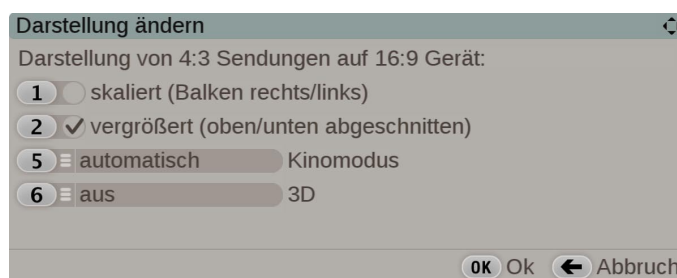 Darstellung ändern
Darstellung von 4:3 Sendungen auf 16:9 Gerät:
1 skaliert (Balken rechts/links)
2 vergrößert (oben/unten abgeschnitten)
5 automatisch Kinomodus
6 aus 3D
OK Ok Abbruch